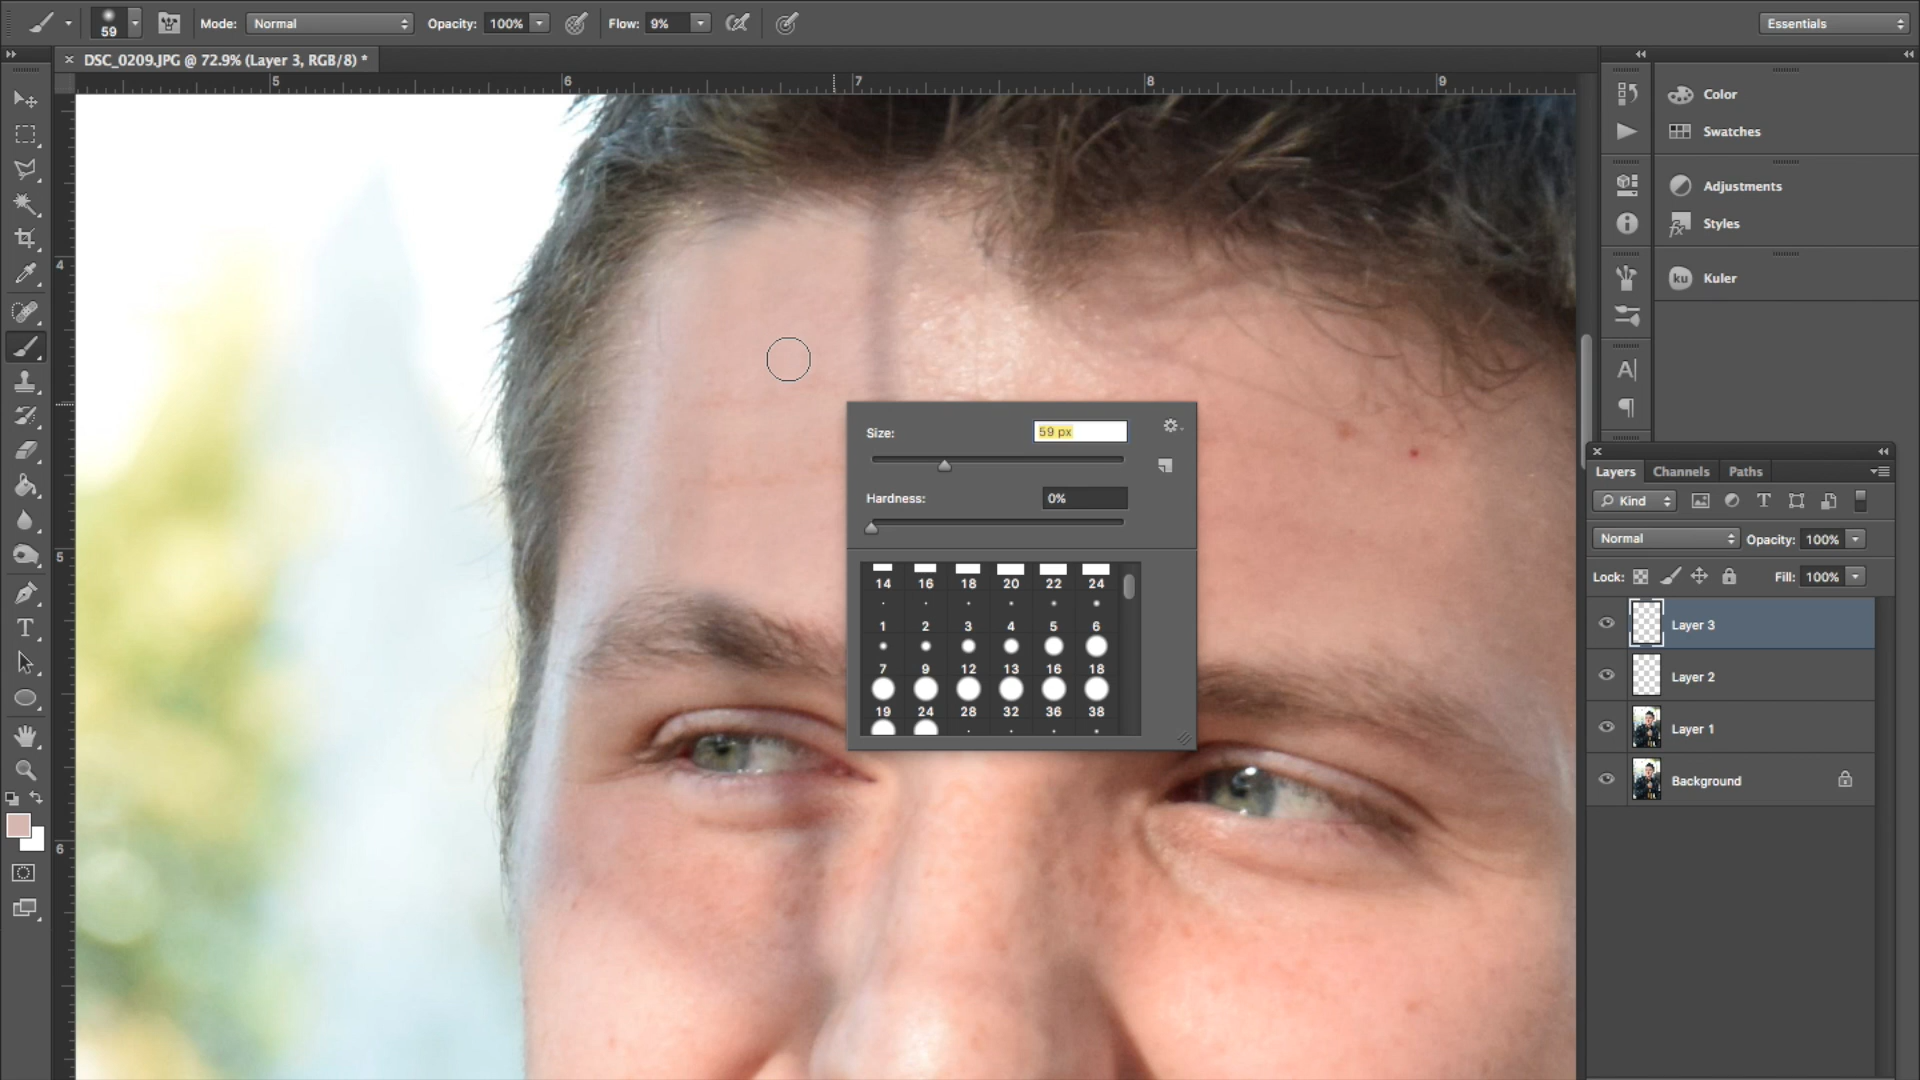 59
Mode: Normal Opacity: 100% Flow: 9% Essentials
DSC_0209.JPG @ 72.9% (Layer 3, RGB/8) *
5 6 7 8 9
4
5
6
Color
Swatches
Adjustments
Styles
ku Kuler
Size: 59 px
Hardness: 0%
14 16 18 20 22 24
1 2 3 4 5 6
7 9 12 13 16 18
19 24 28 32 36 38
Layers Channels Paths
Kind
Normal Opacity: 100%
Lock: Fill: 100%
Layer 3
Layer 2
Layer 1
Background